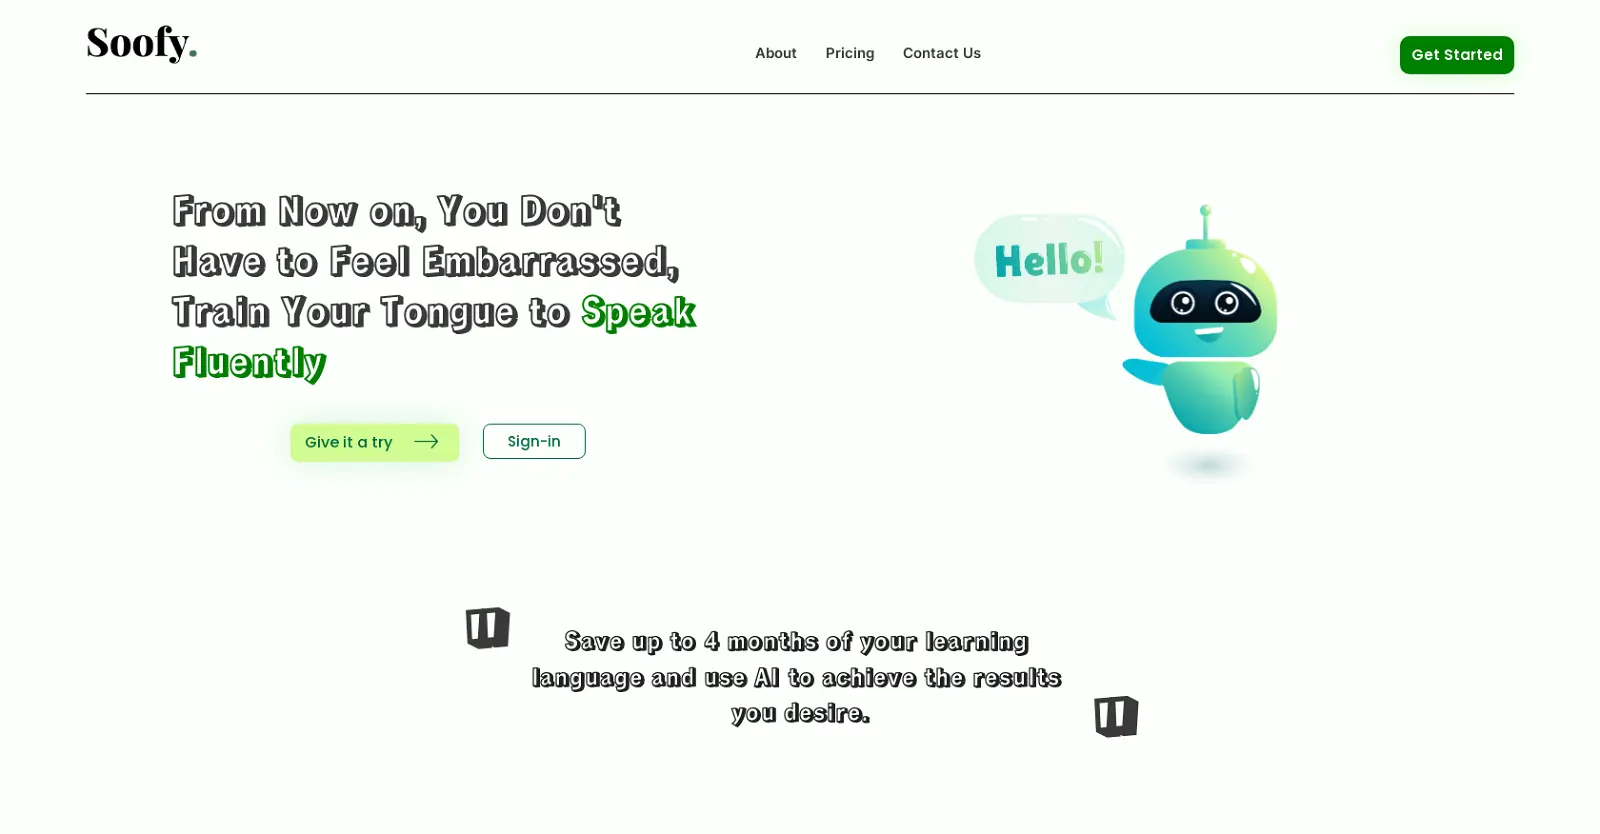 Soofy.
About
Pricing
Contact Us
Get Started
From Now on, You Don't
Have to Feel Embarrassed,
Train Your Tongue to Speak
Fluently
Hello!
Give it a try
Sign-in
"
Save up to 4 months of your learning
language and use AI to achieve the results
you desire.
"